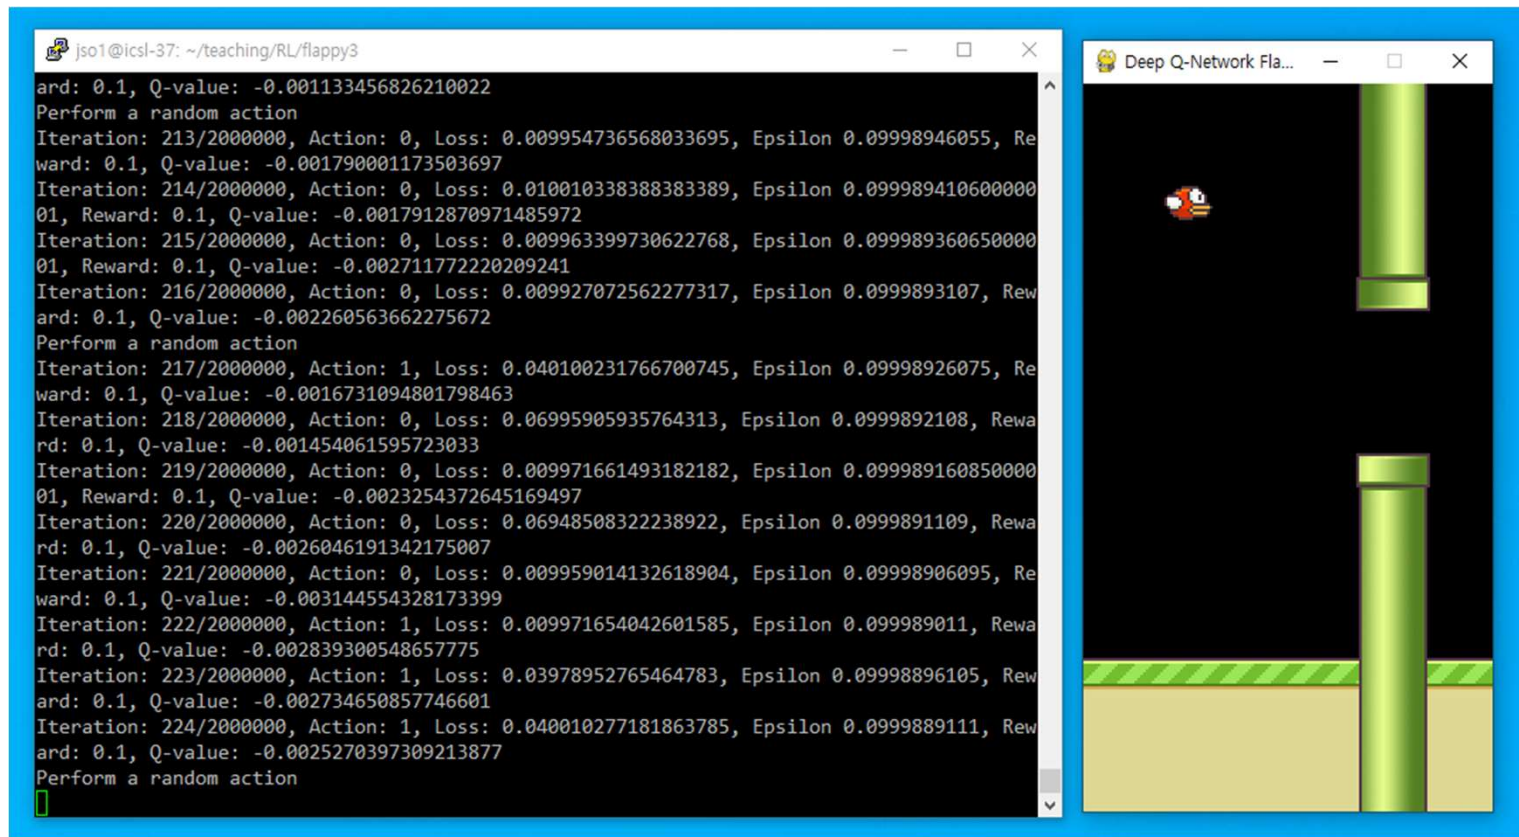 jso1@icsl-37: ~/teaching/RL/flappy3
ard: 0.1, Q-value: -0.001133456826210022
Perform a random action
Iteration: 213/2000000, Action: 0, Loss: 0.009954736568033695, Epsilon 0.09998946055, Re
ward: 0.1, Q-value: -0.0017900011735036​97
Iteration: 214/2000000, Action: 0, Loss: 0.010010338388383389, Epsilon 0.099989410600000
01, Reward: 0.1, Q-value: -0.0017912870971485972
Iteration: 215/2000000, Action: 0, Loss: 0.009963399730622768, Epsilon 0.099989360650000
01, Reward: 0.1, Q-value: -0.002711772220209241
Iteration: 216/2000000, Action: 0, Loss: 0.009927072562277317, Epsilon 0.0999893107, Rew
ard: 0.1, Q-value: -0.002260563662275672
Perform a random action
Iteration: 217/2000000, Action: 1, Loss: 0.040100231766700745, Epsilon 0.09998926075, Re
ward: 0.1, Q-value: -0.0016731094801798463
Iteration: 218/2000000, Action: 0, Loss: 0.06995905935764313, Epsilon 0.0999892108, Rewa
rd: 0.1, Q-value: -0.0014540615957​23033
Iteration: 219/2000000, Action: 0, Loss: 0.009971661493182182, Epsilon 0.099989160850000
01, Reward: 0.1, Q-value: -0.0023254372645169497
Iteration: 220/2000000, Action: 0, Loss: 0.06948508322238922, Epsilon 0.0999891109, Rewa
rd: 0.1, Q-value: -0.0026046191342175007
Iteration: 221/2000000, Action: 0, Loss: 0.009959014132618904, Epsilon 0.09998906095, Re
ward: 0.1, Q-value: -0.003144554328173399
Iteration: 222/2000000, Action: 1, Loss: 0.009971654042601585, Epsilon 0.099989011, Rewa
rd: 0.1, Q-value: -0.0028393005486577​75
Iteration: 223/2000000, Action: 1, Loss: 0.03978952765464783, Epsilon 0.09998896105, Rew
ard: 0.1, Q-value: -0.002734650857746601
Iteration: 224/2000000, Action: 1, Loss: 0.040010277181863785, Epsilon 0.0999889111, Rew
ard: 0.1, Q-value: -0.0025270397309213877
Perform a random action
Deep Q-Network Fla...